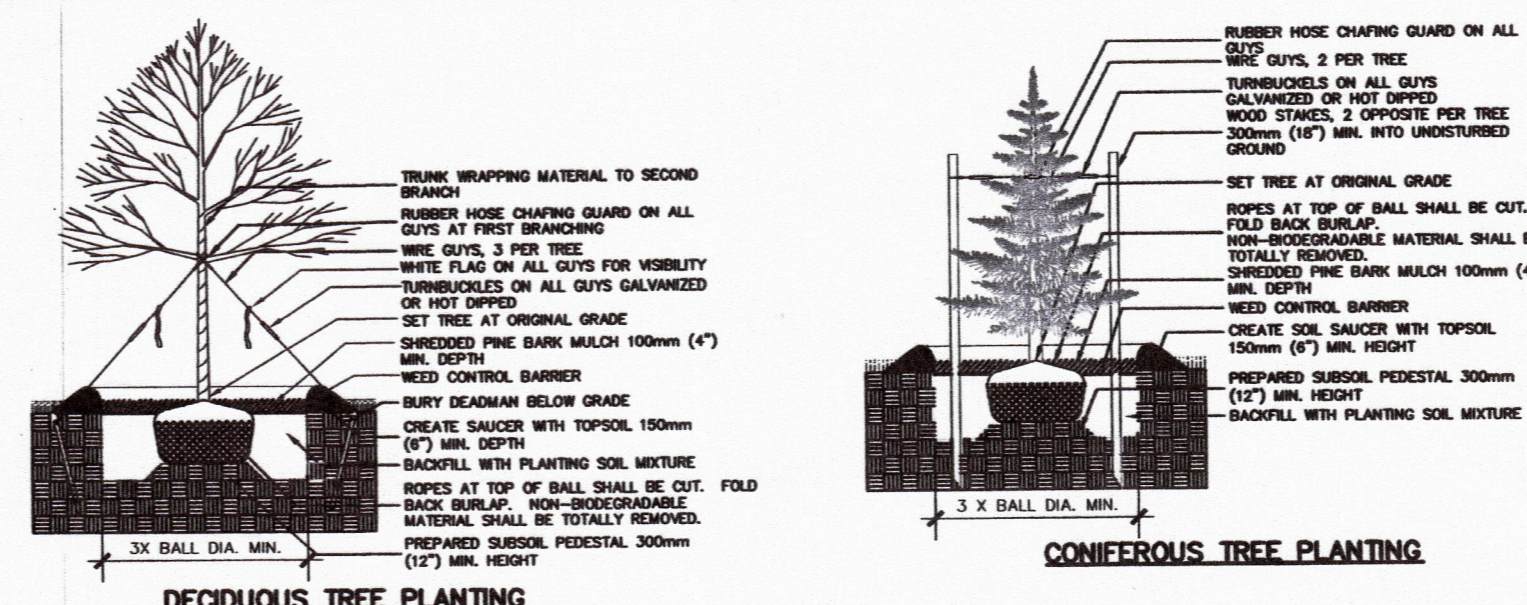 TRUNK WRAPPING MATERIAL TO SECOND
BRANCH
RUBBER HOSE CHAFING GUARD ON ALL
GUYS AT FIRST BRANCHING
WIRE GUYS, 3 PER TREE
WHITE FLAG ON ALL GUYS FOR VISIBILITY
TURNBUCKLES ON ALL GUYS GALVANIZED
OR HOT DIPPED
SET TREE AT ORIGINAL GRADE
SHREDDED PINE BARK MULCH 100mm (4")
MIN. DEPTH
WEED CONTROL BARRIER
BURY DEADMAN BELOW GRADE
CREATE SAUCER WITH TOPSOIL 150mm
(6") MIN. DEPTH
BACKFILL WITH PLANTING SOIL MIXTURE
ROPES AT TOP OF BALL SHALL BE CUT. FOLD
BACK BURLAP. NON-BIODEGRADABLE
MATERIAL SHALL BE TOTALLY REMOVED.
PREPARED SUBSOIL PEDESTAL 300mm
(12") MIN. HEIGHT
3X BALL DIA. MIN.
DECIDUOUS TREE PLANTING
RUBBER HOSE CHAFING GUARD ON ALL
GUYS
WIRE GUYS, 2 PER TREE
TURNBUCKELS ON ALL GUYS
GALVANIZED OR HOT DIPPED
WOOD STAKES, 2 OPPOSITE PER TREE
300mm (18") MIN. INTO UNDISTURBED
GROUND
SET TREE AT ORIGINAL GRADE
ROPES AT TOP OF BALL SHALL BE CUT.
FOLD BACK BURLAP.
NON-BIODEGRADABLE MATERIAL SHALL
TOTALLY REMOVED.
SHREDDED PINE BARK MULCH 100mm (4
MIN. DEPTH
WEED CONTROL BARRIER
CREATE SOIL SAUCER WITH TOPSOIL
150mm (6") MIN. HEIGHT
PREPARED SUBSOIL PEDESTAL 300mm
(12") MIN. HEIGHT
BACKFILL WITH PLANTING SOIL MIXTURE
3 X BALL DIA. MIN.
CONIFEROUS TREE PLANTING